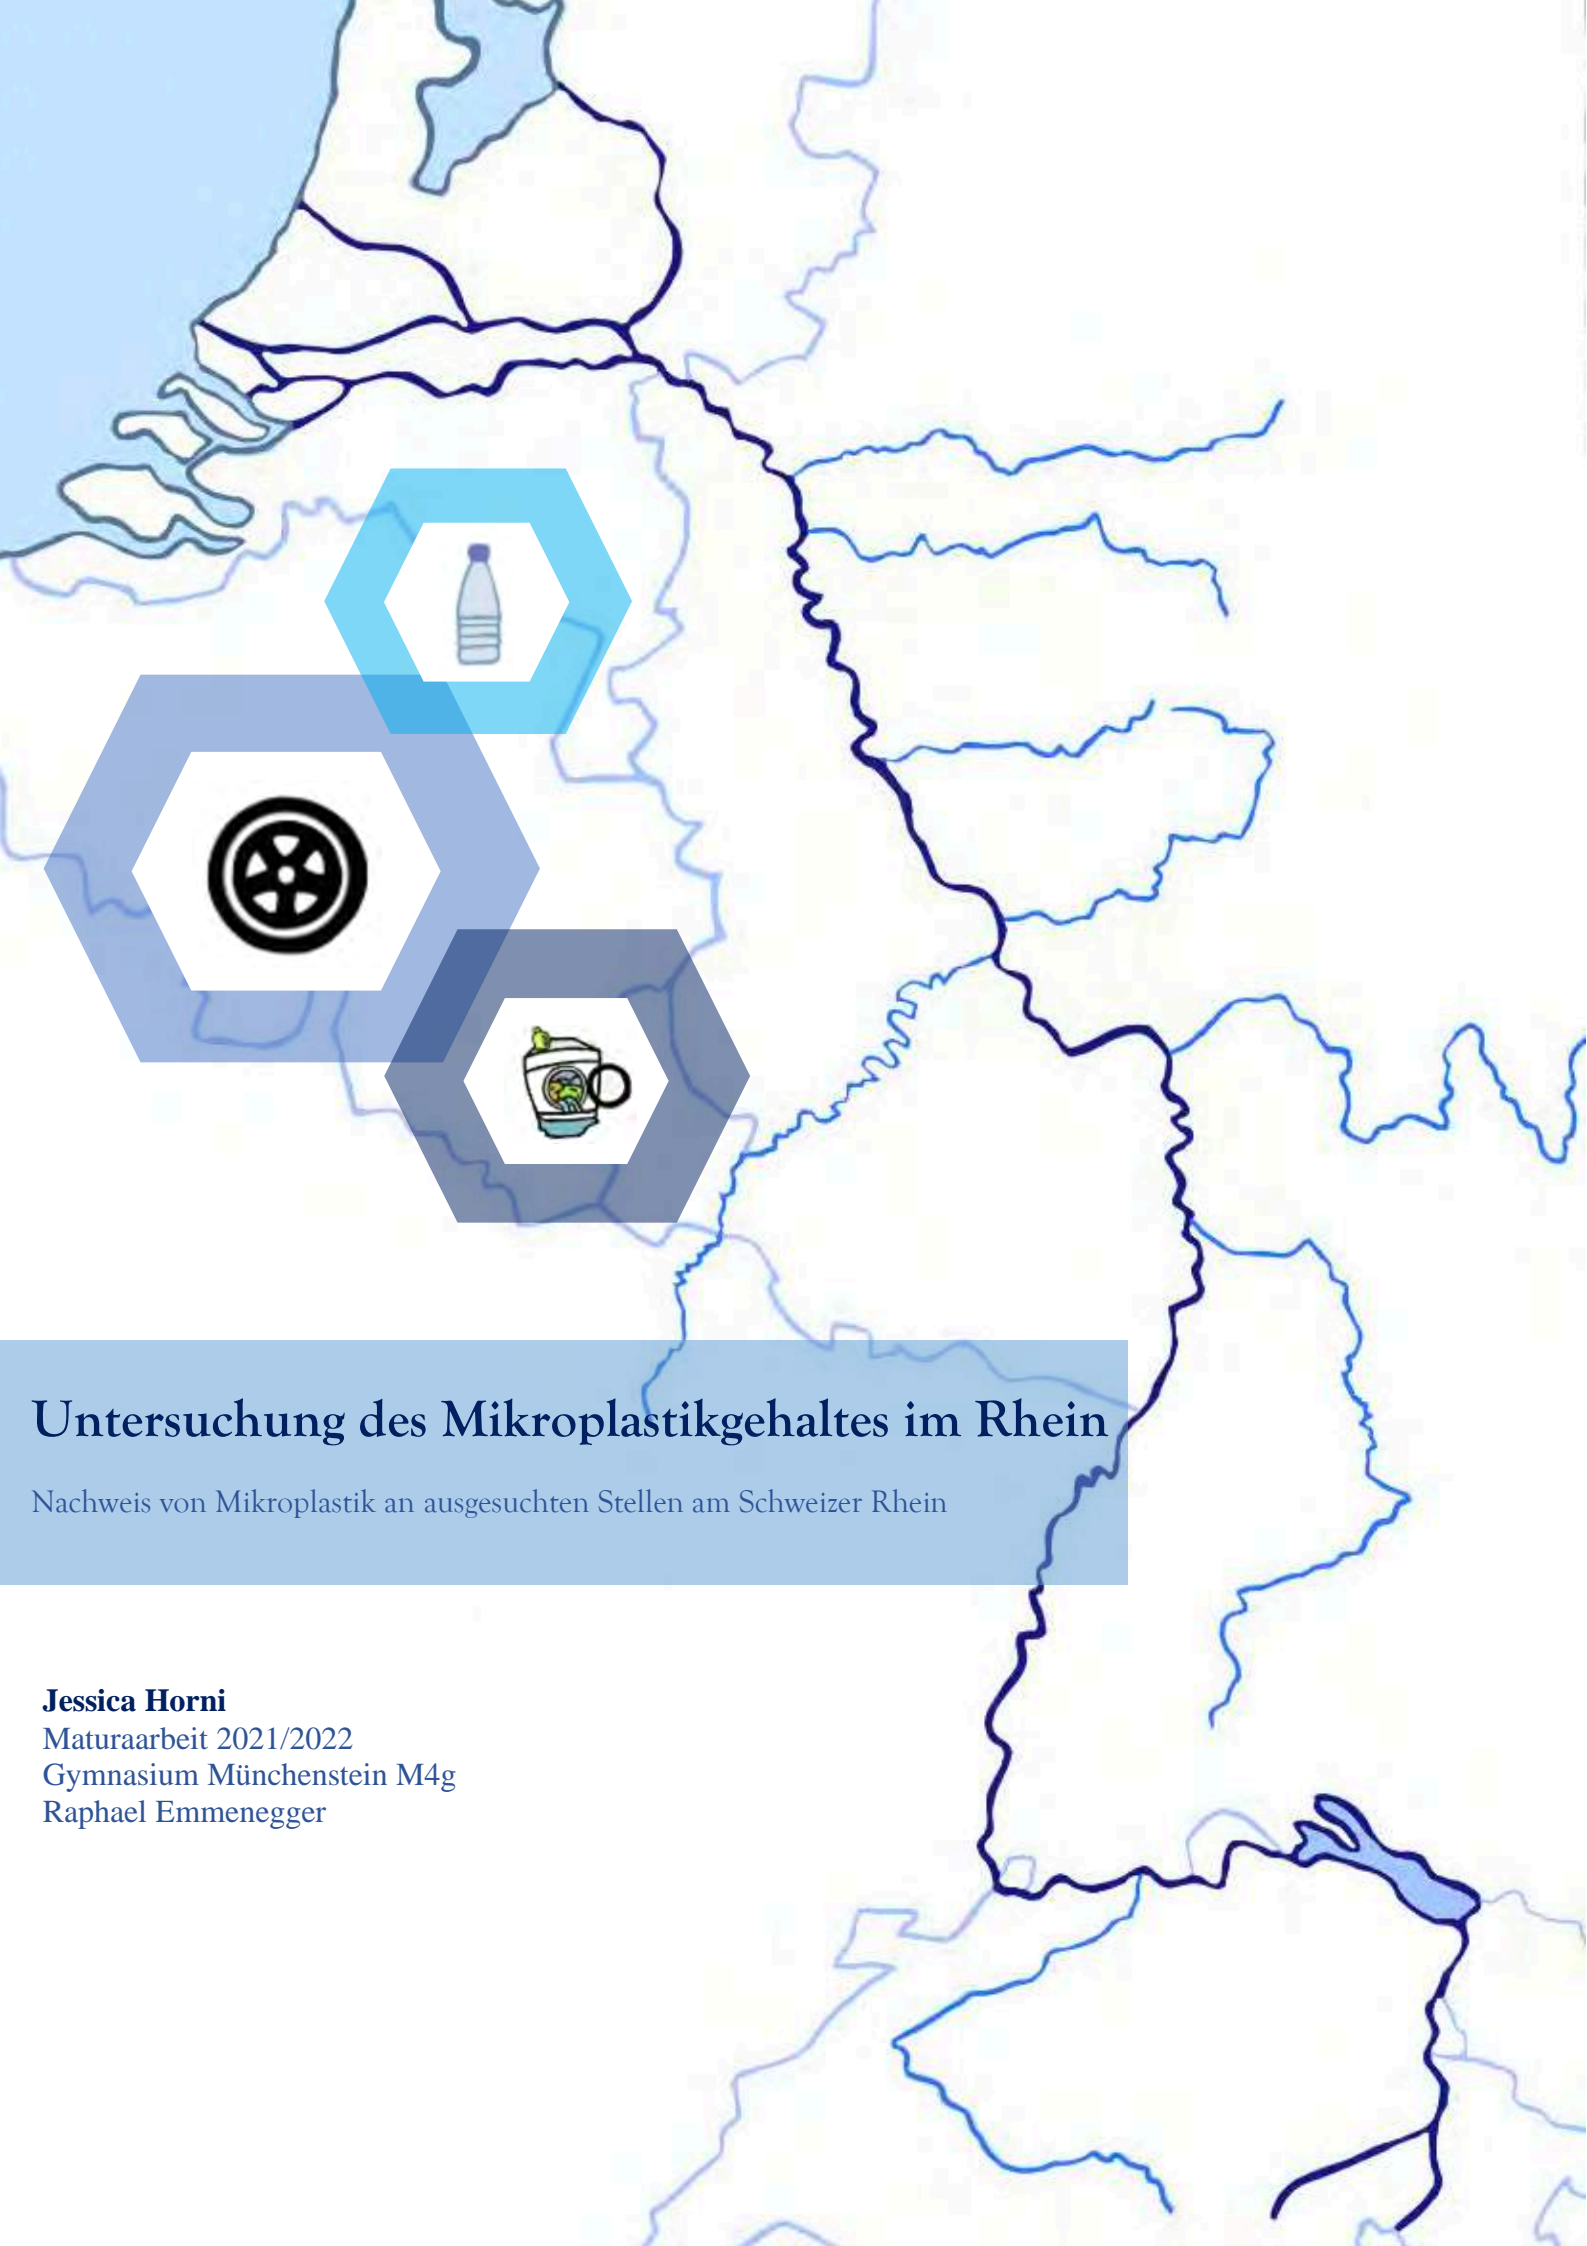 Untersuchung des Mikroplastikgehaltes im Rhein
Nachweis von Mikroplastik an ausgesuchten Stellen am Schweizer Rhein
Jessica Horni
Maturaarbeit 2021/2022
Gymnasium Münchenstein M4g
Raphael Emmenegger